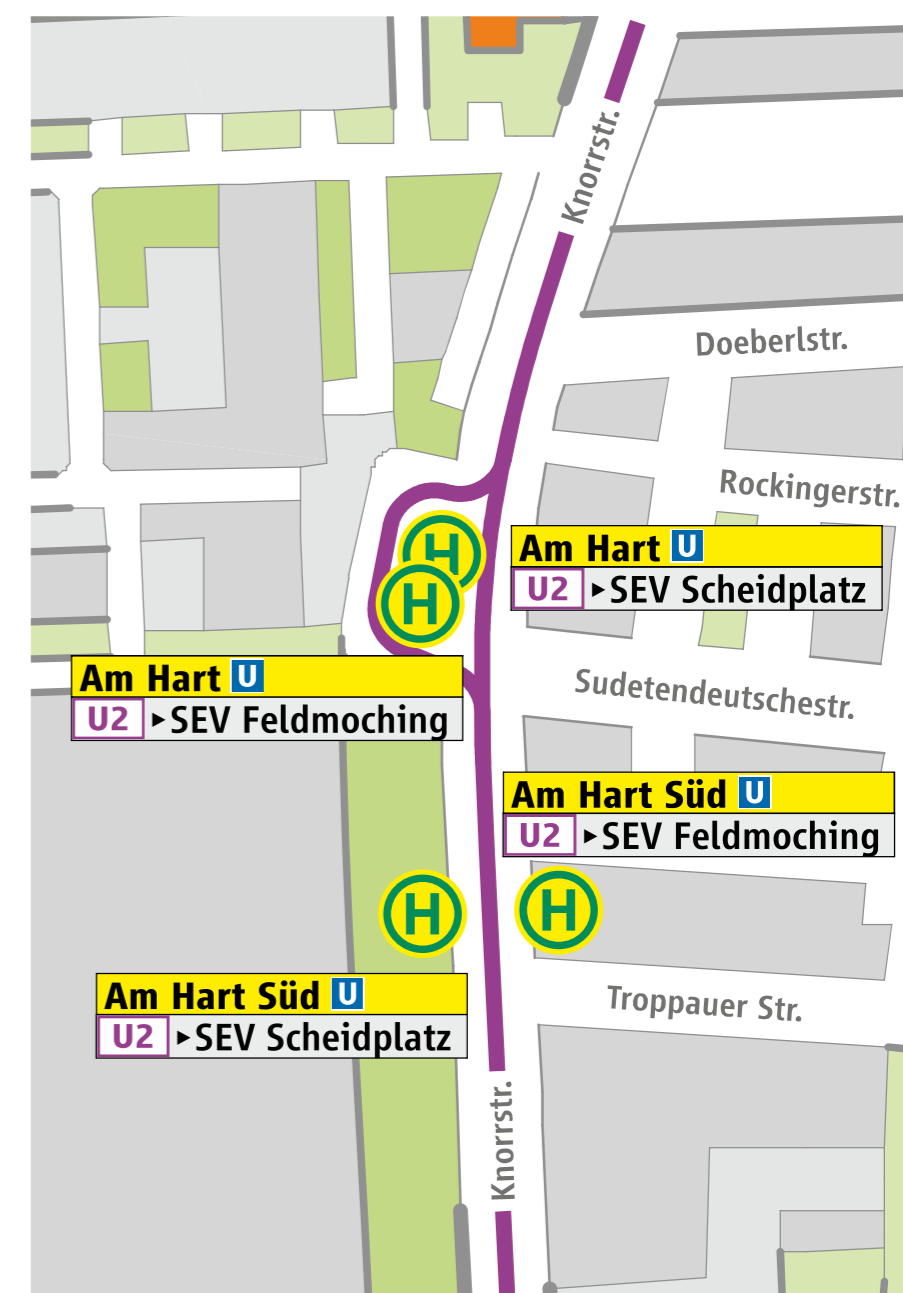 Knorrstr.
Doeberlstr.
Rockingerstr.
H
Am Hart U
U2 ▸SEV Scheidplatz
H
Am Hart U
U2 ▸SEV Feldmoching
Sudetendeutschestr.
Am Hart Süd U
U2 ▸SEV Feldmoching
H
H
Am Hart Süd U
U2 ▸SEV Scheidplatz
Troppauer Str.
Knorrstr.